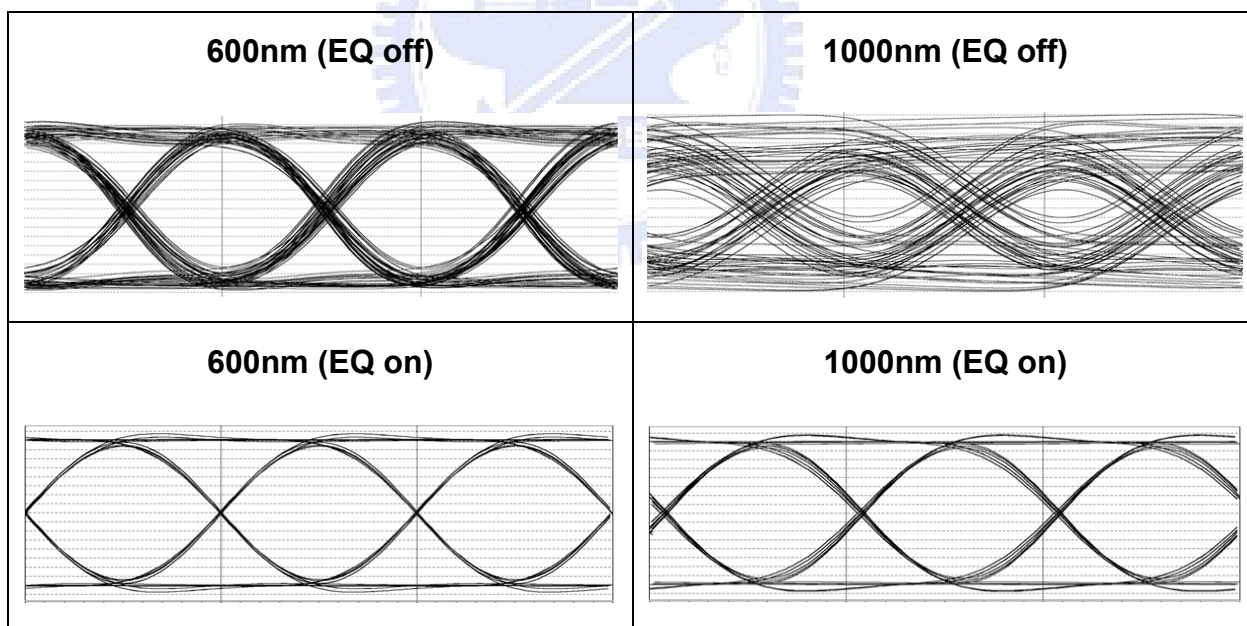 600nm (EQ off)
1000nm (EQ off)
600nm (EQ on)
1000nm (EQ on)